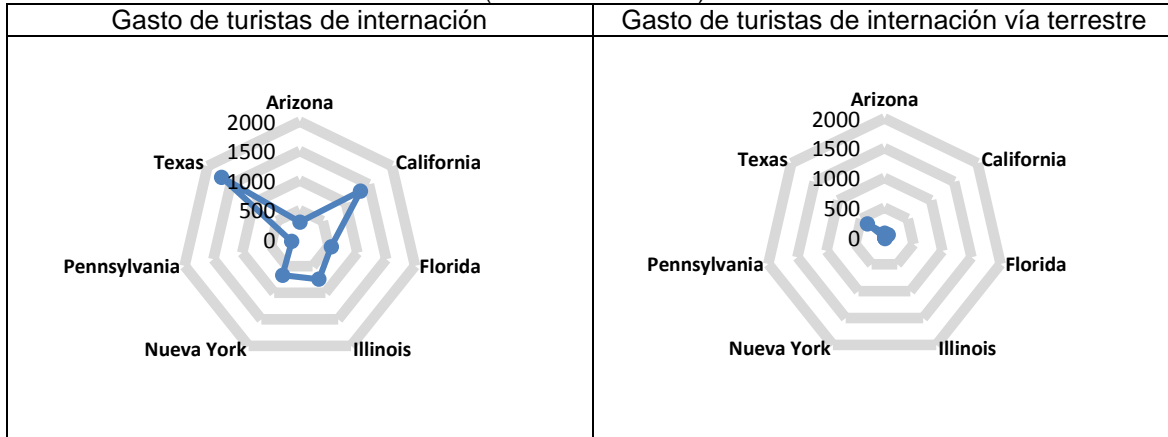 Gasto de turistas de internación
Gasto de turistas de internación vía terrestre
Arizona
2000
Texas
1500
California
1000
500
0
Pennsylvania
Florida
Nueva York
Illinois
Arizona
2000
Texas
1500
California
1000
500
0
Pennsylvania
Florida
Nueva York
Illinois